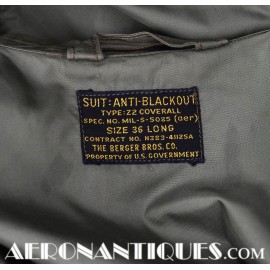 SUIT: ANTI-BLACKOUT
TYPE: Z2 COVERALL
SPEC. NO. MIL-S-5025 (aer)
SIZE 36 LONG
CONTRACT NO. N383-41125A
THE BERGER BROS. CO.
PROPERTY OF U.S. GOVERNMENT
AERONANTIQUES.COM